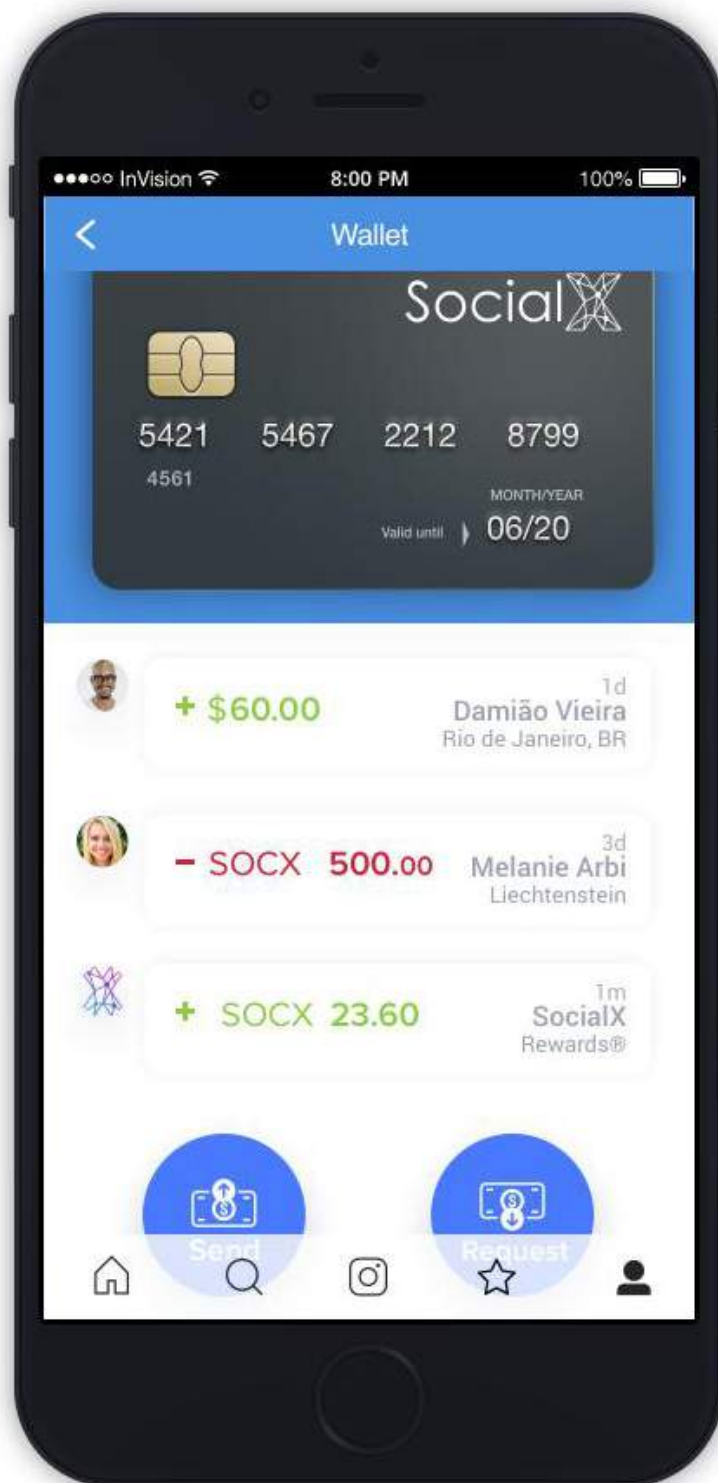 InVision 8:00 PM 100%
Wallet
SocialX
5421 5467 2212 8799
4561
MONTH/YEAR
Valid until 06/20
1d
+ $60.00 Damião Vieira
Rio de Janeiro, BR
3d
- SOCX 500.00 Melanie Arbi
Liechtenstein
1m
+ SOCX 23.60 SocialX
Rewards®
Send Request